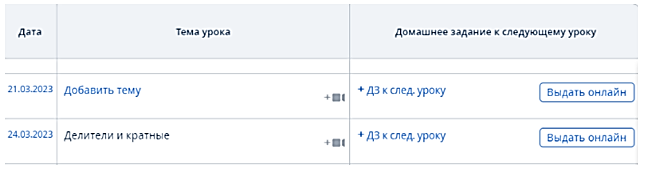 Дата Тема урока Домашнее задание к следующему уроку
21.03.2023 Добавить тему + + ДЗ к след. уроку Выдать онлайн
24.03.2023 Делители и кратные + + ДЗ к след. уроку Выдать онлайн